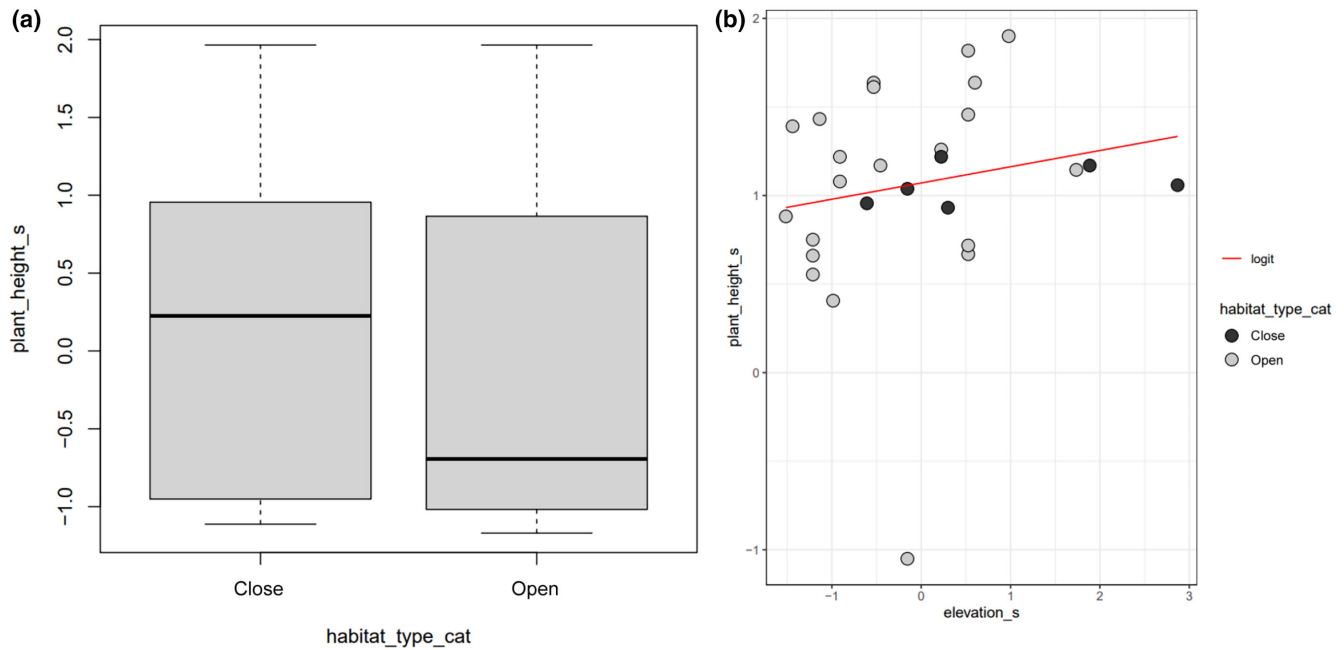 (a)
plant_height_s
2.0
1.5
1.0
0.5
0.0
−0.5
−1.0
Close
Open
habitat_type_cat
(b)
plant_height_s
2
1
0
−1
−1
0
1
2
3
elevation_s
logit
habitat_type_cat
Close
Open